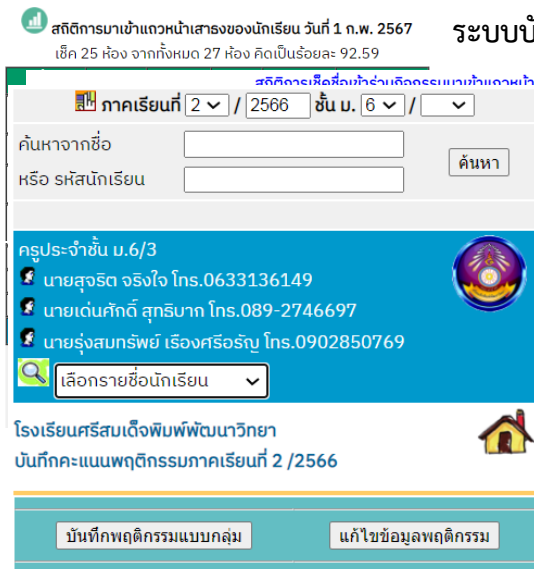 สถิติการมาเข้าแถวหน้าเสาธงของนักเรียน วันที่ 1 ก.พ. 2567
เช็ค 25 ห้อง จากทั้งหมด 27 ห้อง คิดเป็นร้อยละ 92.59
ภาคเรียนที่ 2 / 2566 ชั้น ม. 6 /
ค้นหาจากชื่อ
หรือ รหัสนักเรียน
ค้นหา
ครูประจำชั้น ม.6/3
นายสุจริต จริงใจ โทร.0633136149
นายเด่นศักดิ์ สุทธิบาก โทร.089-2746697
นายรุ่งสมทรัพย์ เรืองศรีอรัญ โทร.0902850769
เลือกรายชื่อนักเรียน
โรงเรียนศรีสมเด็จพิมพ์พัฒนาวิทยา
บันทึกคะแนนพฤติกรรมภาคเรียนที่ 2 /2566
บันทึกพฤติกรรมแบบกลุ่ม แก้ไขข้อมูลพฤติกรรม